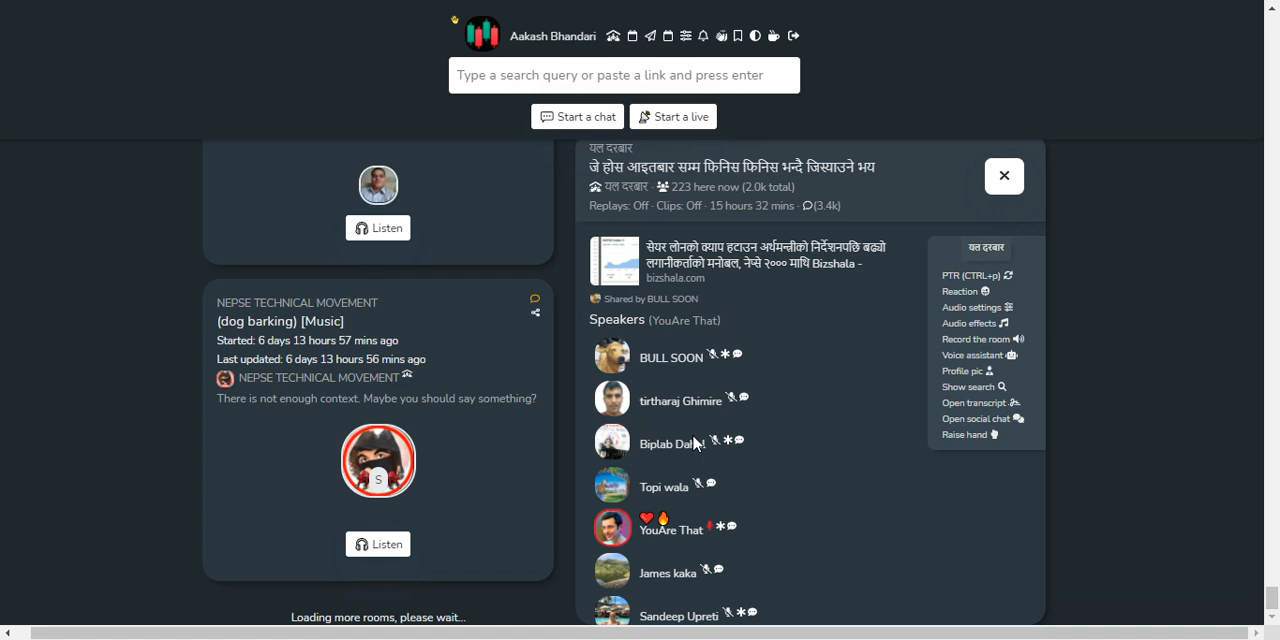 Aakash Bhandari
Type a search query or paste a link and press enter
Start a chat
Start a live
Listen
NEPSE TECHNICAL MOVEMENT
(dog barking) [Music]
Started: 6 days 13 hours 57 mins ago
Last updated: 6 days 13 hours 56 mins ago
NEPSE TECHNICAL MOVEMENT
There is not enough context. Maybe you should say something?
S
Listen
Loading more rooms, please wait...
यल दरबार
जे होस आइतबार सम्म फिनिस फिनिस भन्दै जिस्याउने भय
यल दरबार · 223 here now (2.0k total)
Replays: Off · Clips: Off · 15 hours 32 mins · (3.4k)
सेयर लोनको क्याप हटाउन अर्थमन्त्रीको निर्देशनपछि बढ्यो
लगानीकर्ताको मनोबल, नेप्से २००० माथि Bizshala -
bizshala.com
Shared by BULL SOON
Speakers (YouAre That)
BULL SOON
tirtharaj Ghimire
Biplab
Topi wala
YouAre That
James kaka
Sandeep Upreti
यल दरबार
PTR (CTRL+p)
Reaction
Audio settings
Audio effects
Record the room
Voice assistant
Profile pic
Show search
Open transcript
Open social chat
Raise hand